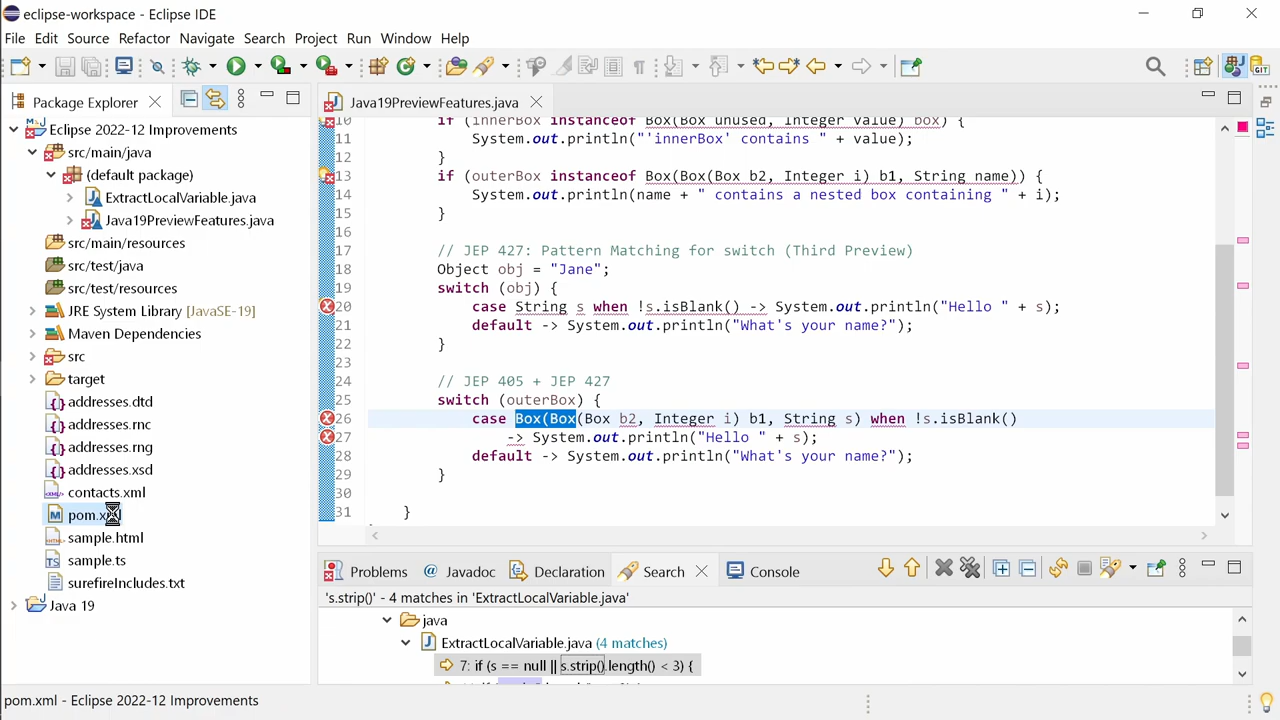 eclipse-workspace - Eclipse IDE
File Edit Source Refactor Navigate Search Project Run Window Help
Package Explorer
Eclipse 2022-12 Improvements
src/main/java
(default package)
ExtractLocalVariable.java
Java19PreviewFeatures.java
src/main/resources
src/test/java
src/test/resources
JRE System Library [JavaSE-19]
Maven Dependencies
src
target
addresses.dtd
addresses.rnc
addresses.rng
addresses.xsd
contacts.xml
pom.xml
sample.html
sample.ts
surefireIncludes.txt
Java 19
Java19PreviewFeatures.java
10 if (innerBox instanceof Box(Box unused, Integer value) box) {
11 System.out.println("'innerBox' contains " + value);
12 }
13 if (outerBox instanceof Box(Box(Box b2, Integer i) b1, String name)) {
14 System.out.println(name + " contains a nested box containing " + i);
15 }
16
17 // JEP 427: Pattern Matching for switch (Third Preview)
18 Object obj = "Jane";
19 switch (obj) {
20 case String s when !s.isBlank() -> System.out.println("Hello " + s);
21 default -> System.out.println("What's your name?");
22 }
23
24 // JEP 405 + JEP 427
25 switch (outerBox) {
26 case Box(Box(Box b2, Integer i) b1, String s) when !s.isBlank()
27 -> System.out.println("Hello " + s);
28 default -> System.out.println("What's your name?");
29 }
30
31 }
Problems @ Javadoc Declaration Search Console
's.strip()' - 4 matches in 'ExtractLocalVariable.java'
java
ExtractLocalVariable.java (4 matches)
7: if (s == null || s.strip().length() < 3) {
pom.xml - Eclipse 2022-12 Improvements